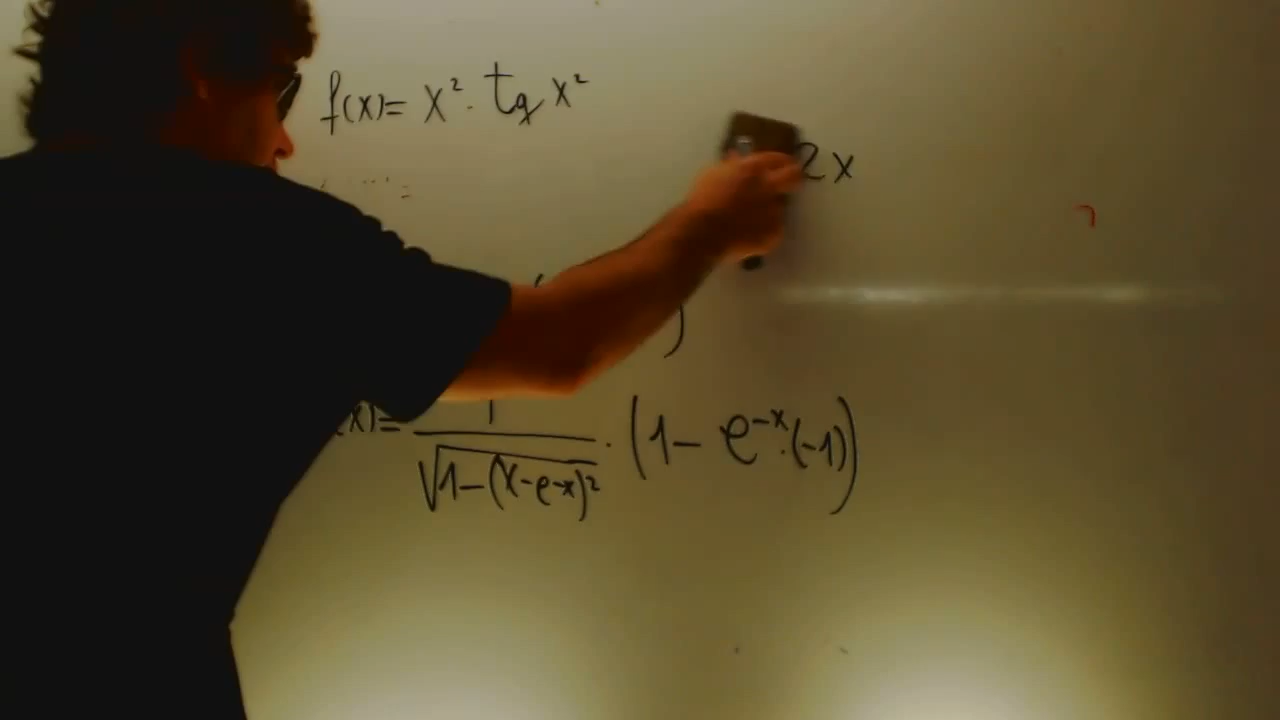 f(x)= x². tg x²
2x
(x)= 1/√1-(x-e-x)² · (1- e⁻ˣ.(-1))